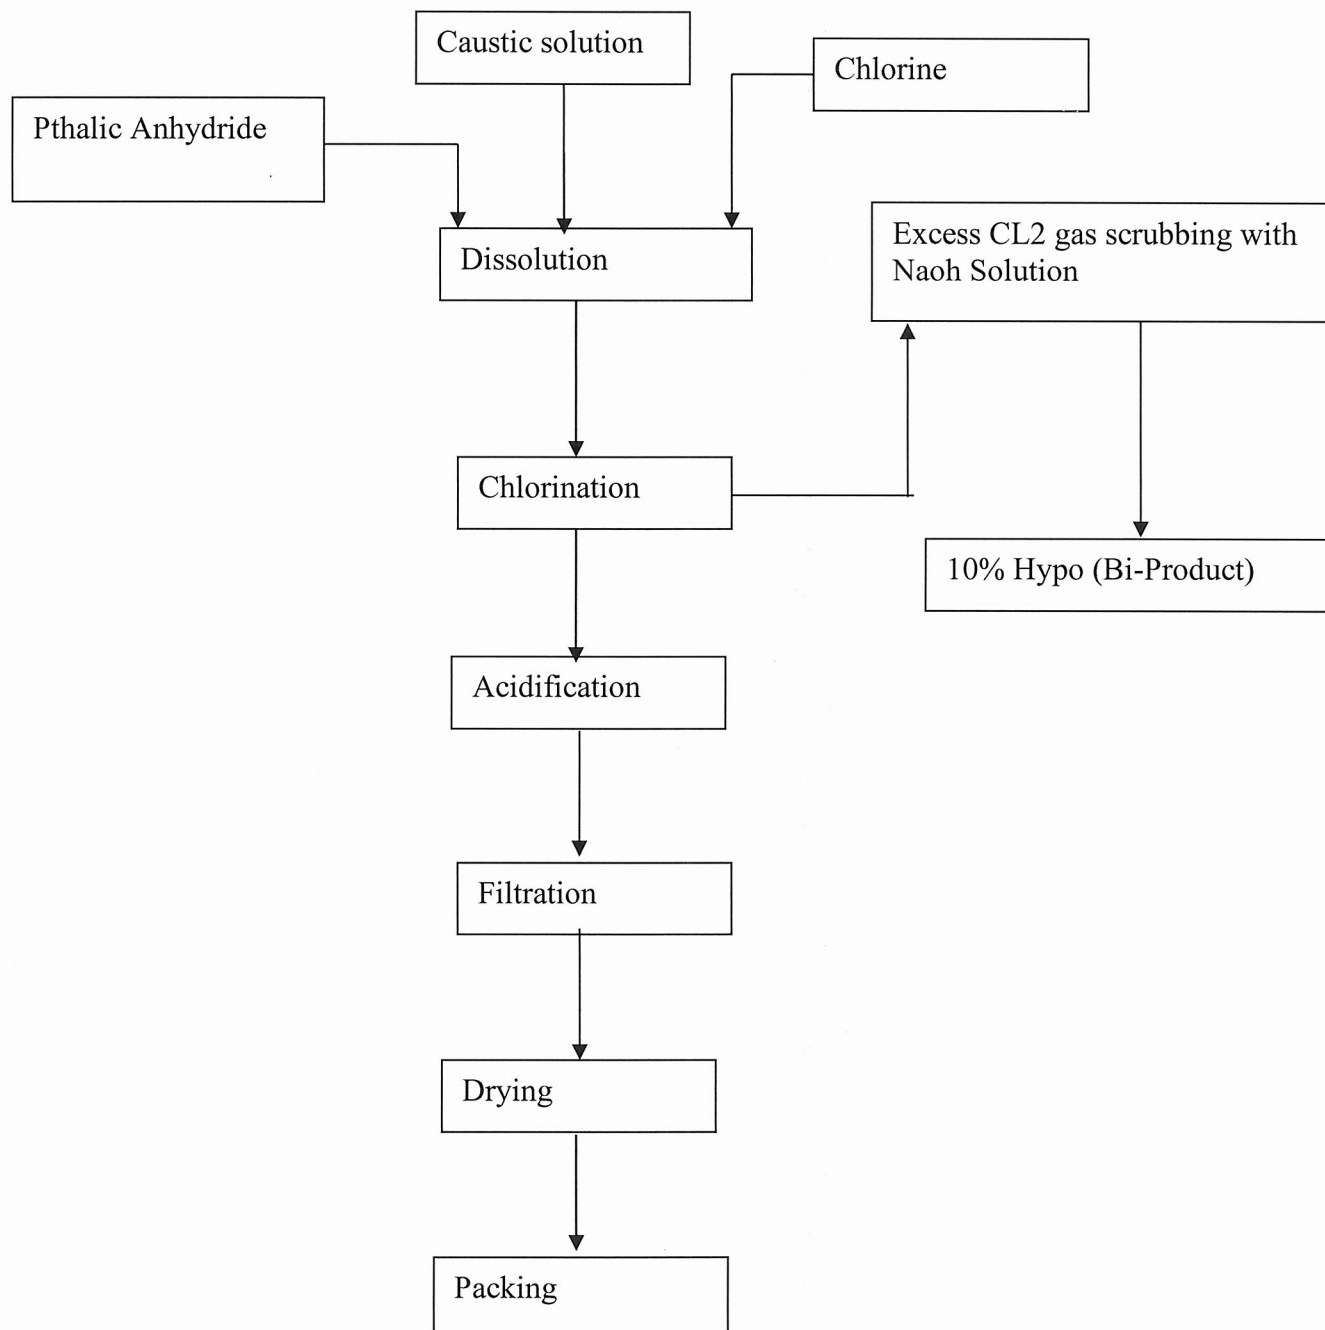 Caustic solution
Chlorine
Pthalic Anhydride
Excess CL2 gas scrubbing with
Naoh Solution
Dissolution
Chlorination
10% Hypo (Bi-Product)
Acidification
Filtration
Drying
Packing